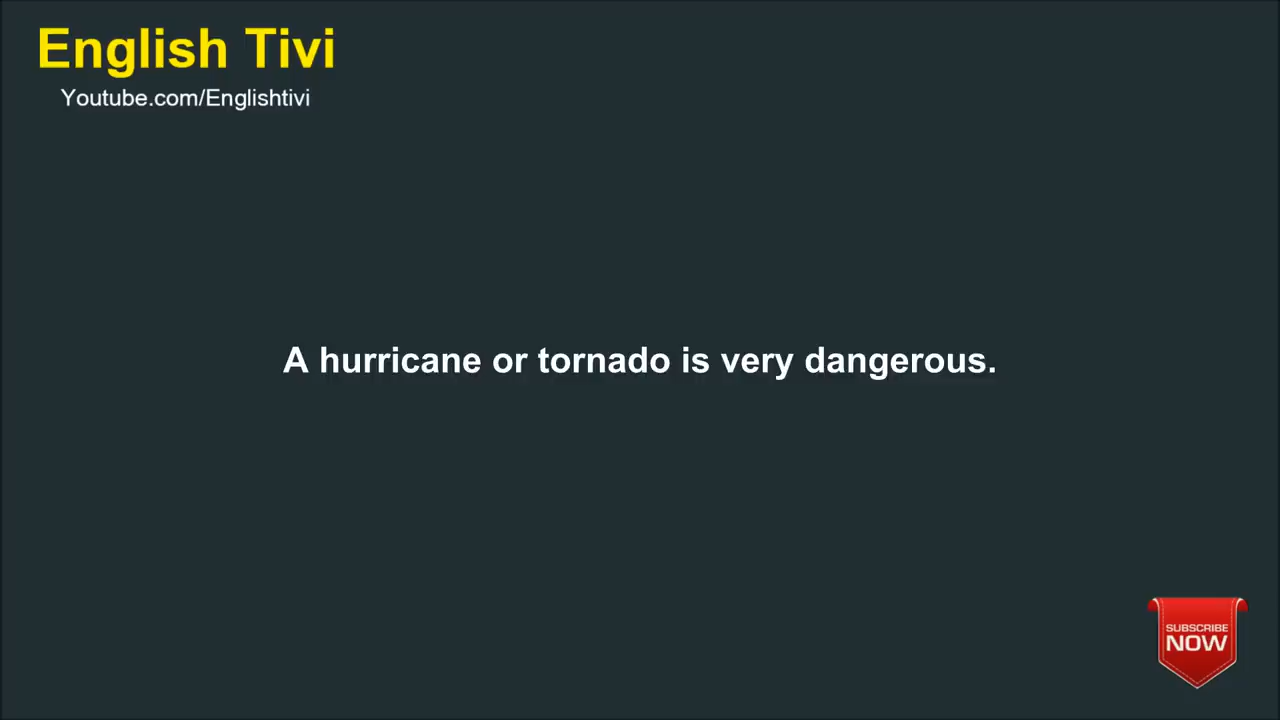 English Tivi
Youtube.com/Englishtivi
A hurricane or tornado is very dangerous.
SUBSCRIBE
NOW